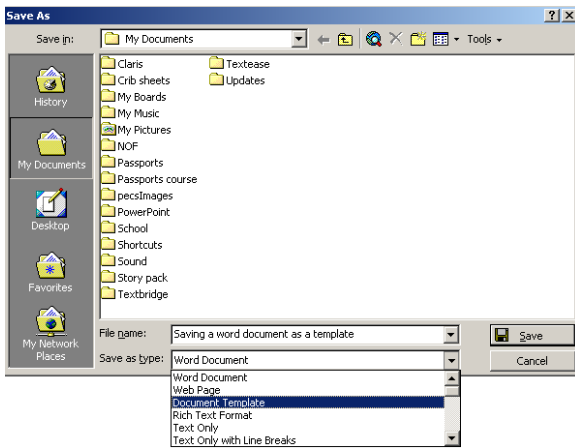 Save As
Save in: My Documents Tools
History
My Documents
Desktop
Favorites
My Network
Places
Claris
Crib sheets
My Boards
My Music
My Pictures
NOF
Passports
Passports course
pecsImages
PowerPoint
School
Shortcuts
Sound
Story pack
Textbridge
Textease
Updates
File name: Saving a word document as a template Save
Save as type: Word Document Cancel
Word Document
Web Page
Document Template
Rich Text Format
Text Only
Text Only with Line Breaks